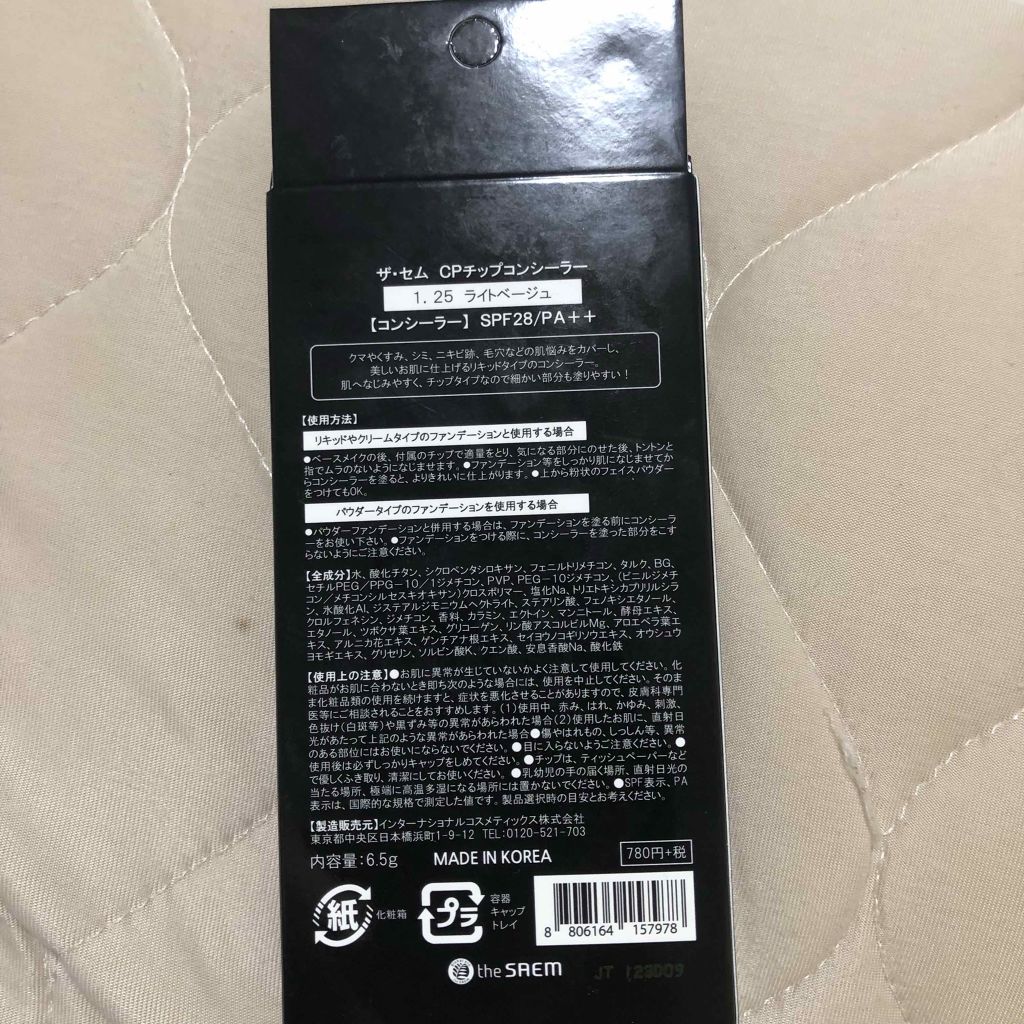 ザ・セム CPチップコンシーラー
1.25 ライトベージュ
【コンシーラー】SPF28/PA++
クマやくすみ、シミ、ニキビ跡、毛穴などの肌悩みをカバーし、
美しいお肌に仕上げるリキッドタイプのコンシーラー。
肌へなじみやすく、チップタイプなので細かい部分も塗りやすい!
【使用方法】
リキッドやクリームタイプのファンデーションと使用する場合
●ベースメイクの後、付属のチップで適量をとり、気になる部分にのせた後、トントンと
指でムラのないようになじませます。●ファンデーション等をしっかり肌になじませてか
らコンシーラーを塗ると、よりきれいに仕上がります。●上から粉状のフェイスパウダー
をつけてもOK。
パウダータイプのファンデーションを使用する場合
●パウダーファンデーションと併用する場合は、ファンデーションを塗る前にコンシーラ
ーをお使い下さい。●ファンデーションをつける際に、コンシーラーを塗った部分をこす
らないようにご注意ください。
【全成分】水、酸化チタン、シクロペンタシロキサン、フェニルトリメチコン、タルク、BG、
セチルPEG/PPG-10/1ジメチコン、PVP、PEG-10ジメチコン、(ビニルジメチ
コン/メチコンシルセスキオキサン)クロスポリマー、塩化Na、トリエトキシカプリリルシラ
ン、水酸化Al、ジステアルジモニウムヘクトライト、ステアリン酸、フェノキシエタノール、
クロルフェネシン、ジメチコン、香料、カラミン、エクトイン、マンニトール、酵母エキス、
エタノール、ツボクサ葉エキス、グリコーゲン、リン酸アスコルビルMg、アロエベラ葉エ
キス、アルニカ花エキス、ゲンチアナ根エキス、セイヨウノコギリソウエキス、オウシュウ
ヨモギエキス、グリセリン、ソルビン酸K、クエン酸、安息香酸Na、酸化鉄
【使用上の注意】●お肌に異常が生じていないかよく注意して使用してください。化
粧品がお肌に合わないとき即ち次のような場合には、使用を中止してください。そのま
ま化粧品類の使用を続けますと、症状を悪化させることがありますので、皮膚科専門
医等にご相談されることをおすすめします。(1)使用中、赤み、はれ、かゆみ、刺激、
色抜け(白斑等)や黒ずみ等の異常があらわれた場合(2)使用したお肌に、直射日
光があたって上記のような異常があらわれた場合●傷やはれもの、しっしん等、異常
のある部位にはお使いにならないでください。●目に入らないようご注意ください。●
使用後は必ずしっかりキャップをしめてください。●チップは、ティッシュペーパーなど
で優しくふき取り、清潔にしてお使いください。●乳幼児の手の届く場所、直射日光の
当たる場所、極端に高温多湿になる場所には置かないでください。●SPF表示、PA
表示は、国際的な規格で測定した値です。製品選択時の目安とお考えください。
【製造販売元】インターナショナルコスメティックス株式会社
東京都中央区日本橋浜町1-9-12 TEL:0120-521-703
内容量:6.5g MADE IN KOREA 780円+税
紙 化粧箱 プラ 容器
キャップ
トレイ
8 806164 157978
the SAEM JT 123D09